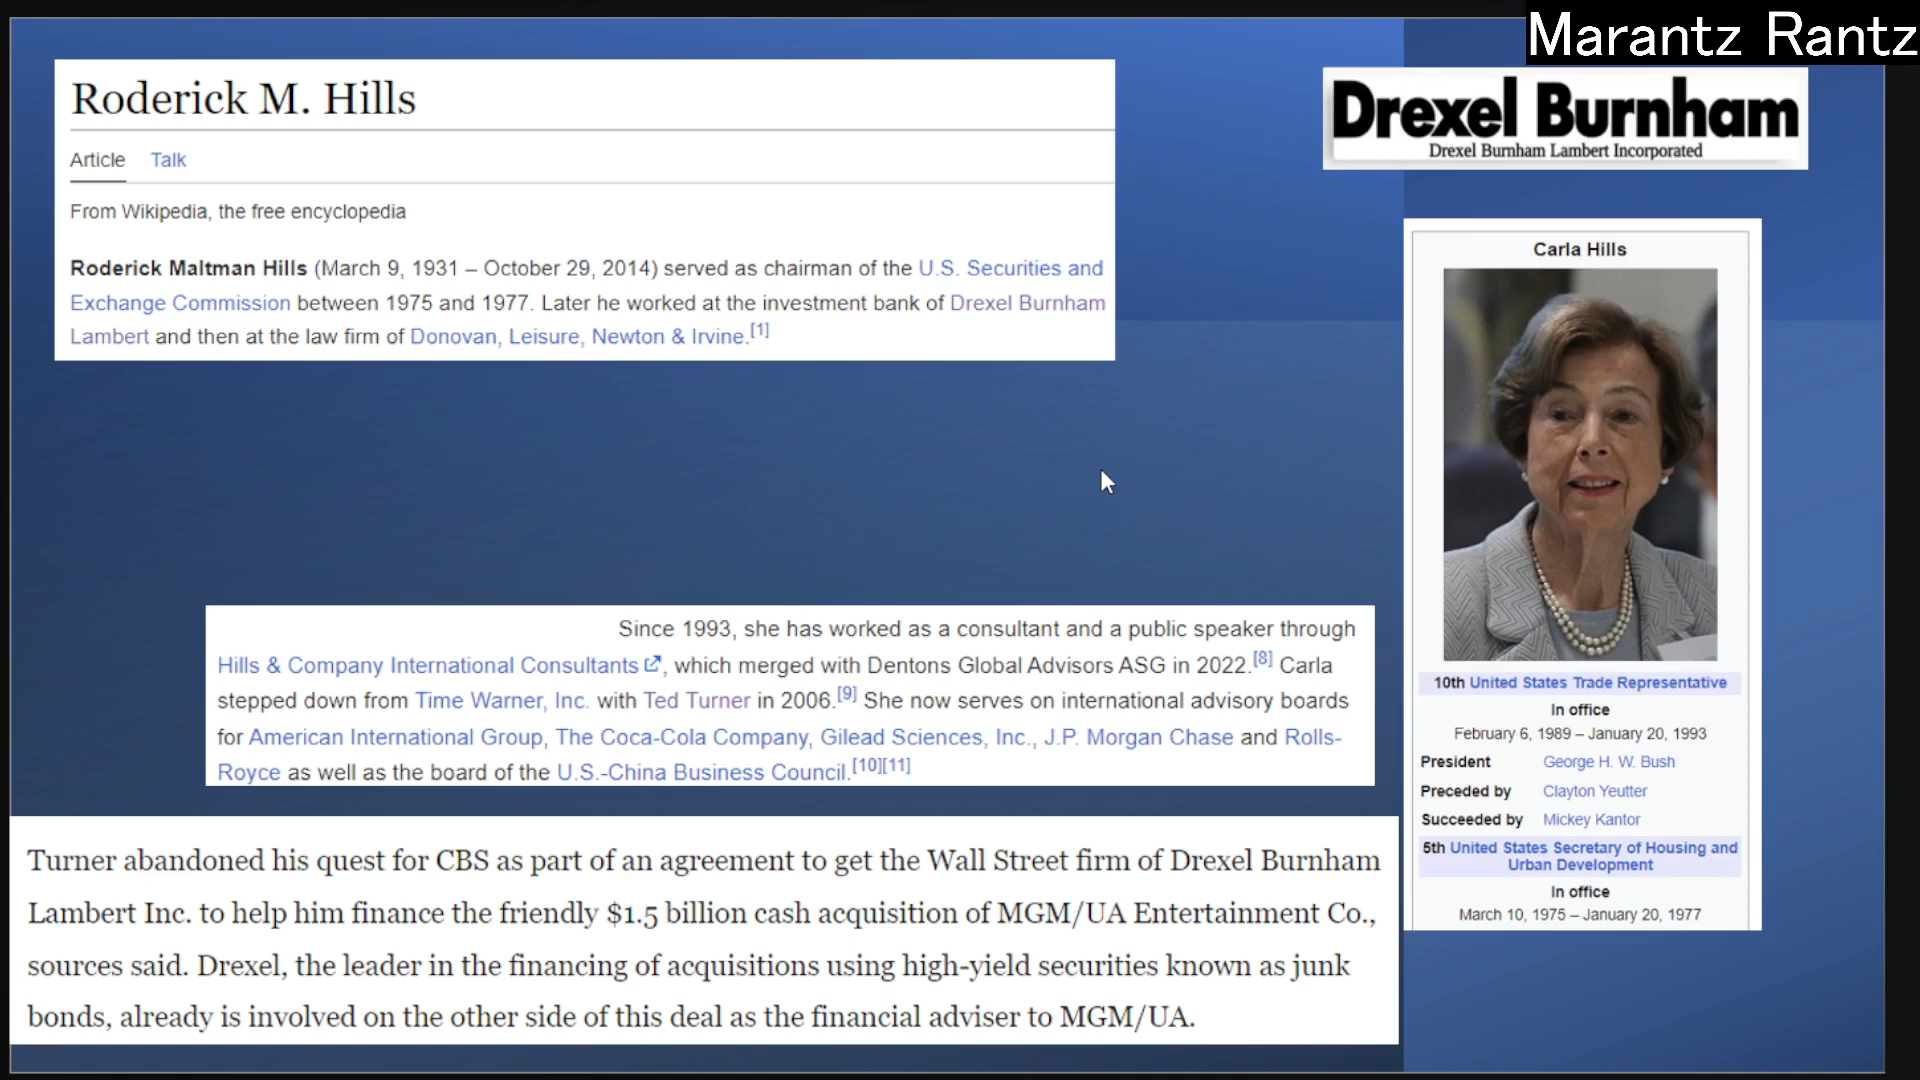 Marantz Rantz
Roderick M. Hills
Article Talk
From Wikipedia, the free encyclopedia
Roderick Maltman Hills (March 9, 1931 – October 29, 2014) served as chairman of the U.S. Securities and
Exchange Commission between 1975 and 1977. Later he worked at the investment bank of Drexel Burnham
Lambert and then at the law firm of Donovan, Leisure, Newton & Irvine.[1]
Drexel Burnham
Drexel Burnham Lambert Incorporated
Carla Hills
10th United States Trade Representative
In office
February 6, 1989 – January 20, 1993
President George H. W. Bush
Preceded by Clayton Yeutter
Succeeded by Mickey Kantor
5th United States Secretary of Housing and
Urban Development
In office
March 10, 1975 – January 20, 1977
Since 1993, she has worked as a consultant and a public speaker through
Hills & Company International Consultants, which merged with Dentons Global Advisors ASG in 2022.[8] Carla
stepped down from Time Warner, Inc. with Ted Turner in 2006.[9] She now serves on international advisory boards
for American International Group, The Coca-Cola Company, Gilead Sciences, Inc., J.P. Morgan Chase and Rolls-
Royce as well as the board of the U.S.-China Business Council.[10][11]
Turner abandoned his quest for CBS as part of an agreement to get the Wall Street firm of Drexel Burnham
Lambert Inc. to help him finance the friendly $1.5 billion cash acquisition of MGM/UA Entertainment Co.,
sources said. Drexel, the leader in the financing of acquisitions using high-yield securities known as junk
bonds, already is involved on the other side of this deal as the financial adviser to MGM/UA.